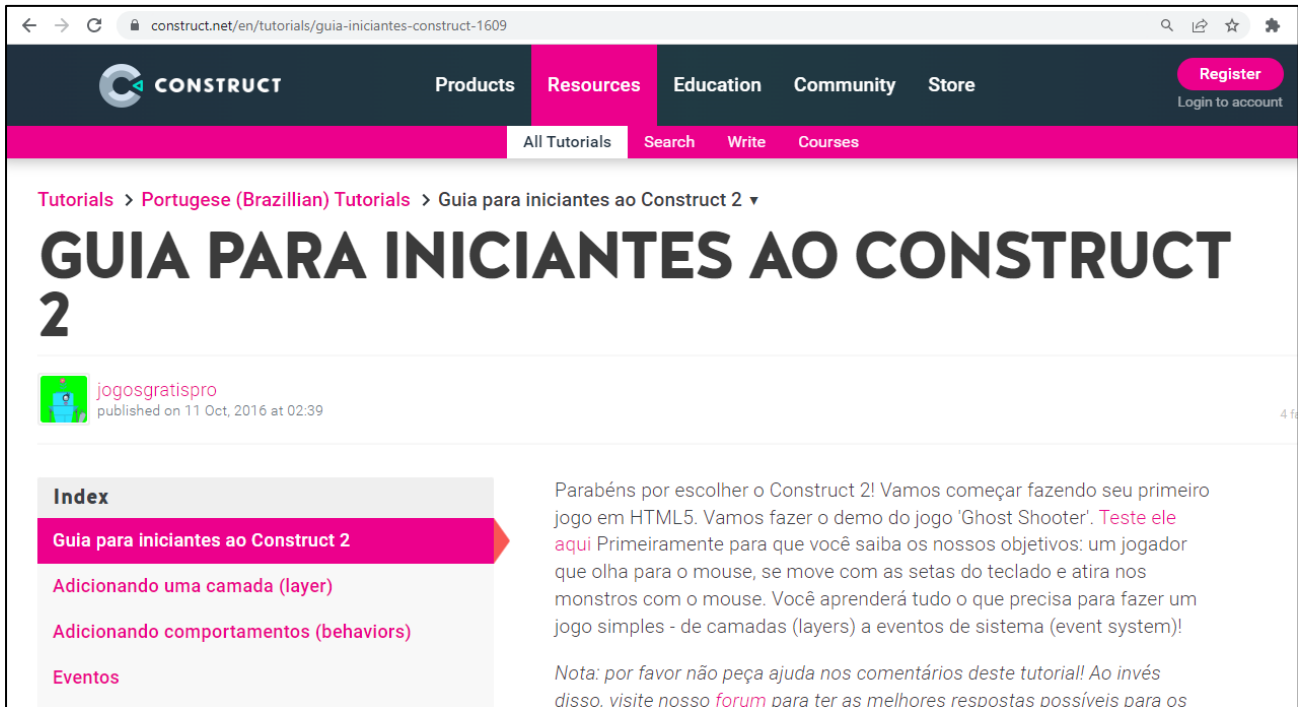 construct.net/en/tutorials/guia-iniciantes-construct-1609
CONSTRUCT
Products
Resources
Education
Community
Store
Register
Login to account
All Tutorials
Search
Write
Courses
Tutorials > Portugese (Brazillian) Tutorials > Guia para iniciantes ao Construct 2 ▾
GUIA PARA INICIANTES AO CONSTRUCT
2
jogosgratispro
published on 11 Oct, 2016 at 02:39
4
Index
Guia para iniciantes ao Construct 2
Adicionando uma camada (layer)
Adicionando comportamentos (behaviors)
Eventos
Parabéns por escolher o Construct 2! Vamos começar fazendo seu primeiro
jogo em HTML5. Vamos fazer o demo do jogo 'Ghost Shooter'. Teste ele
aqui Primeiramente para que você saiba os nossos objetivos: um jogador
que olha para o mouse, se move com as setas do teclado e atira nos
monstros com o mouse. Você aprenderá tudo o que precisa para fazer um
jogo simples - de camadas (layers) a eventos de sistema (event system)!
Nota: por favor não peça ajuda nos comentários deste tutorial! Ao invés
disso, visite nosso forum para ter as melhores respostas possíveis para os